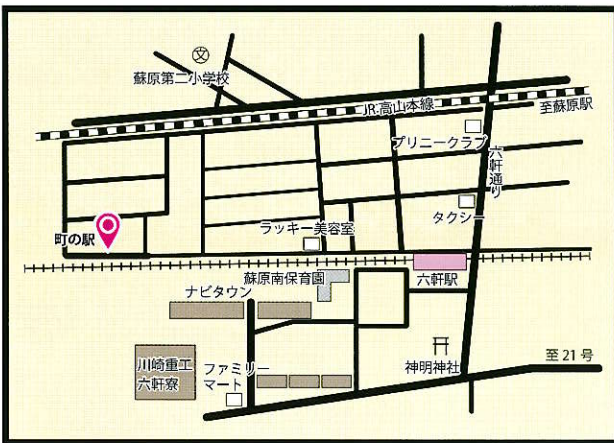 文
蘇原第二小学校
JR高山本線
至蘇原駅
プリニークラブ
六軒通り
タクシー
町の駅
ラッキー美容室
蘇原南保育園
六軒駅
ナビタウン
川崎重工
六軒寮
ファミリー
マート
神明神社
至21号